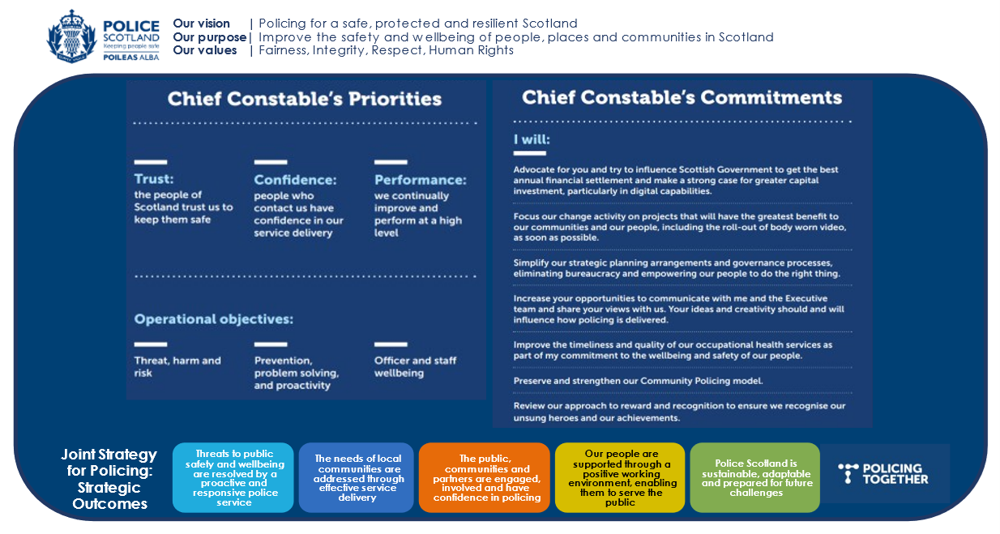 POLICE
SCOTLAND
Keeping people safe
POILEAS ALBA
Our vision | Policing for a safe, protected and resilient Scotland
Our purpose| Improve the safety and wellbeing of people, places and communities in Scotland
Our values | Fairness, Integrity, Respect, Human Rights
Chief Constable's Priorities
Trust:
the people of
Scotland trust us to
keep them safe
Confidence:
people who
contact us have
confidence in our
service delivery
Performance:
we continually
improve and
perform at a high
level
Operational objectives:
Threat, harm and
risk
Prevention,
problem solving,
and proactivity
Officer and staff
wellbeing
Chief Constable's Commitments
I will:
Advocate for you and try to influence Scottish Government to get the best
annual financial settlement and make a strong case for greater capital
investment, particularly in digital capabilities.
Focus our change activity on projects that will have the greatest benefit to
our communities and our people, including the roll-out of body worn video,
as soon as possible.
Simplify our strategic planning arrangements and governance processes,
eliminating bureaucracy and empowering our people to do the right thing.
Increase your opportunities to communicate with me and the Executive
team and share your views with us. Your ideas and creativity should and will
influence how policing is delivered.
Improve the timeliness and quality of our occupational health services as
part of my commitment to the wellbeing and safety of our people.
Preserve and strengthen our Community Policing model.
Review our approach to reward and recognition to ensure we recognise our
unsung heroes and our achievements.
Joint Strategy
for Policing:
Strategic
Outcomes
Threats to public
safety and wellbeing
are resolved by a
proactive and
responsive police
service
The needs of local
communities are
addressed through
effective service
delivery
The public,
communities and
partners are engaged,
involved and have
confidence in policing
Our people are
supported through a
positive working
environment, enabling
them to serve the
public
Police Scotland is
sustainable, adaptable
and prepared for future
challenges
POLICING
TOGETHER